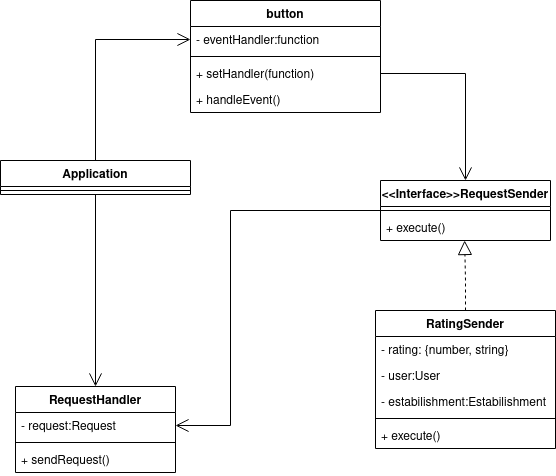 button
- eventHandler:function
+ setHandler(function)
+ handleEvent()
Application
<<Interface>>RequestSender
+ execute()
RatingSender
- rating: {number, string}
- user:User
- estabilishment:Estabilishment
+ execute()
RequestHandler
- request:Request
+ sendRequest()